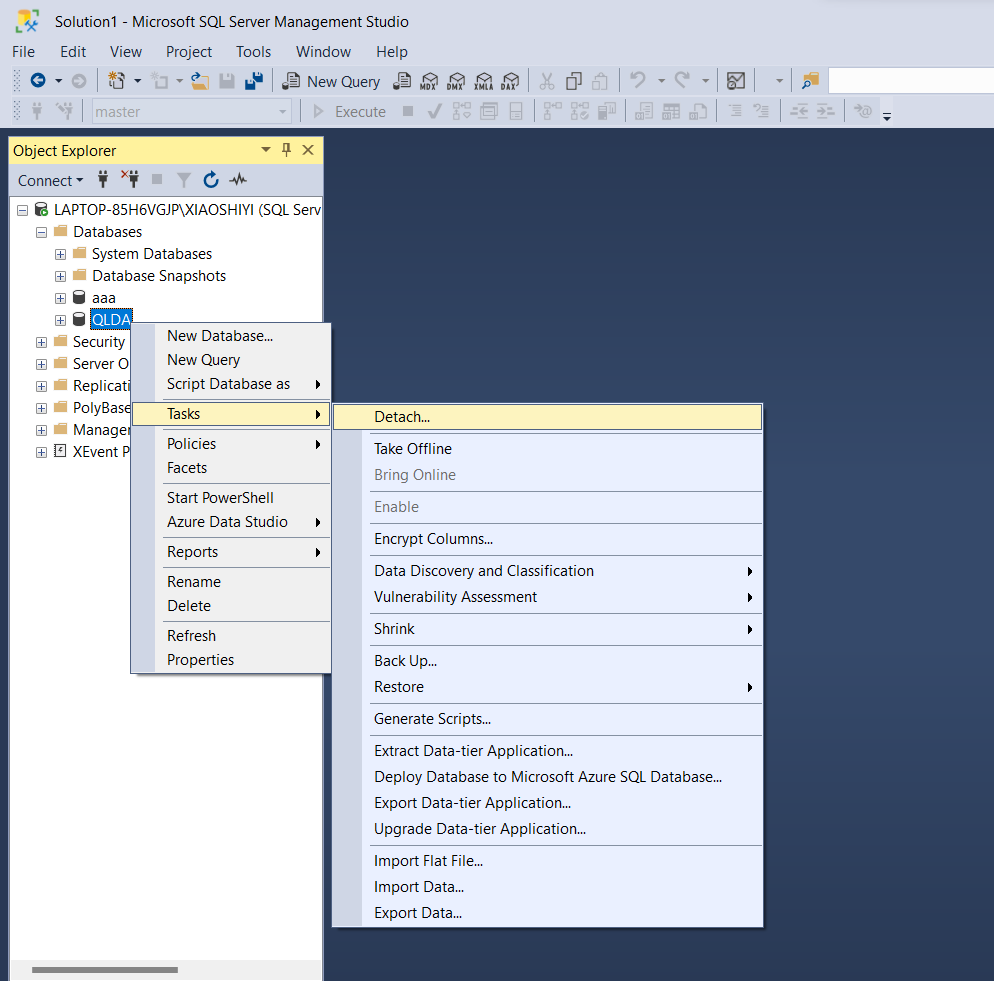 Solution1 - Microsoft SQL Server Management Studio
File Edit View Project Tools Window Help
New Query MDX DMX XMLA DAX
master Execute
Object Explorer
Connect
LAPTOP-85H6VGJP\XIAOSHIYI (SQL Serv
Databases
System Databases
Database Snapshots
aaa
QLDA
Security
Server O
Replicati
PolyBase
Manager
XEvent P
New Database...
New Query
Script Database as
Tasks
Policies
Facets
Start PowerShell
Azure Data Studio
Reports
Rename
Delete
Refresh
Properties
Detach...
Take Offline
Bring Online
Enable
Encrypt Columns...
Data Discovery and Classification
Vulnerability Assessment
Shrink
Back Up...
Restore
Generate Scripts...
Extract Data-tier Application...
Deploy Database to Microsoft Azure SQL Database...
Export Data-tier Application...
Upgrade Data-tier Application...
Import Flat File...
Import Data...
Export Data...